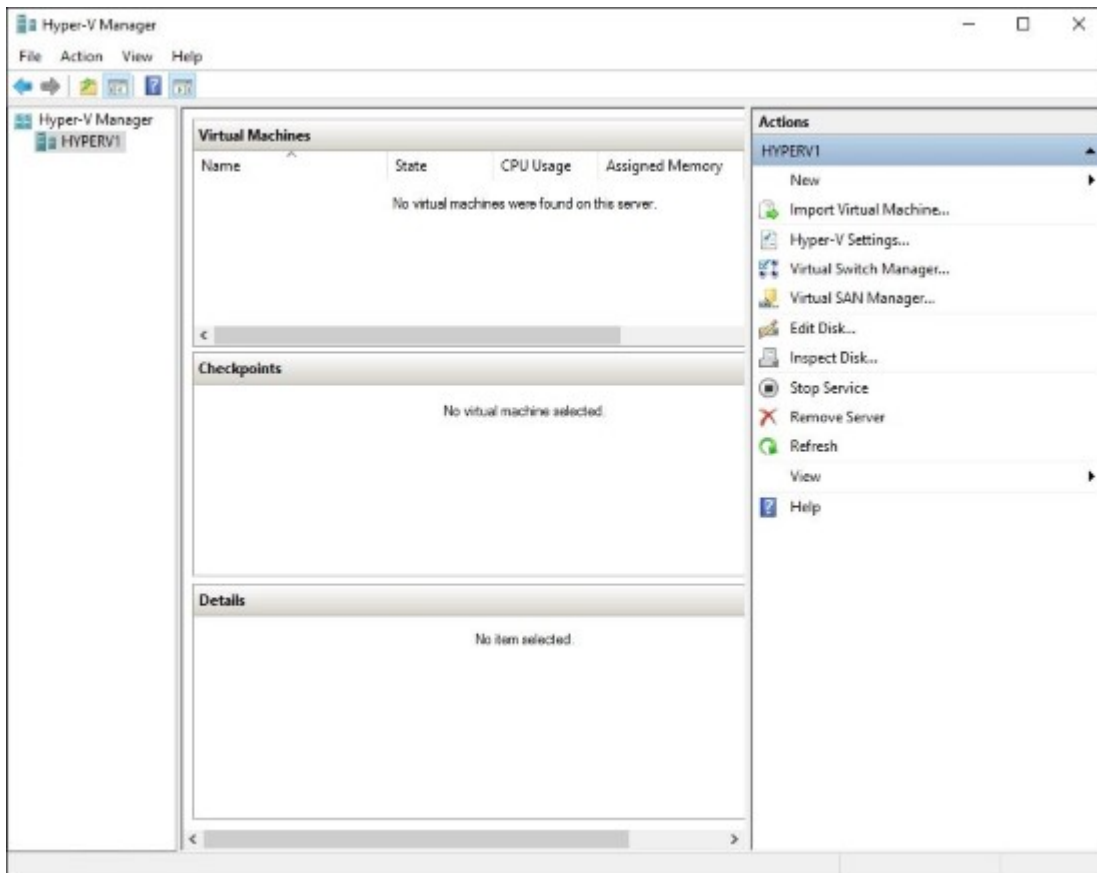 Hyper-V Manager
File Action View Help
Hyper-V Manager
HYPERV1
Virtual Machines
Name State CPU Usage Assigned Memory
No virtual machines were found on this server.
Checkpoints
No virtual machine selected.
Details
No item selected.
Actions
HYPERV1
New
Import Virtual Machine...
Hyper-V Settings...
Virtual Switch Manager...
Virtual SAN Manager...
Edit Disk...
Inspect Disk...
Stop Service
Remove Server
Refresh
View
Help